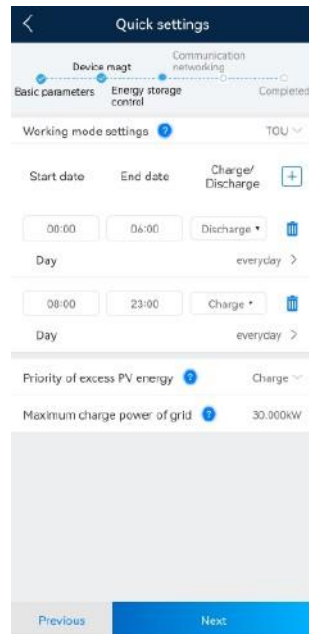 Quick settings
Communication
Device magt networking
Basic parameters Energy storage Completed
control
Working mode settings ? TOU
Start date End date Charge/
Discharge
00:00 06:00 Discharge
Day everyday
08:00 23:00 Charge
Day everyday
Priority of excess PV energy ? Charge
Maximum charge power of grid ? 30.000kW
Previous Next